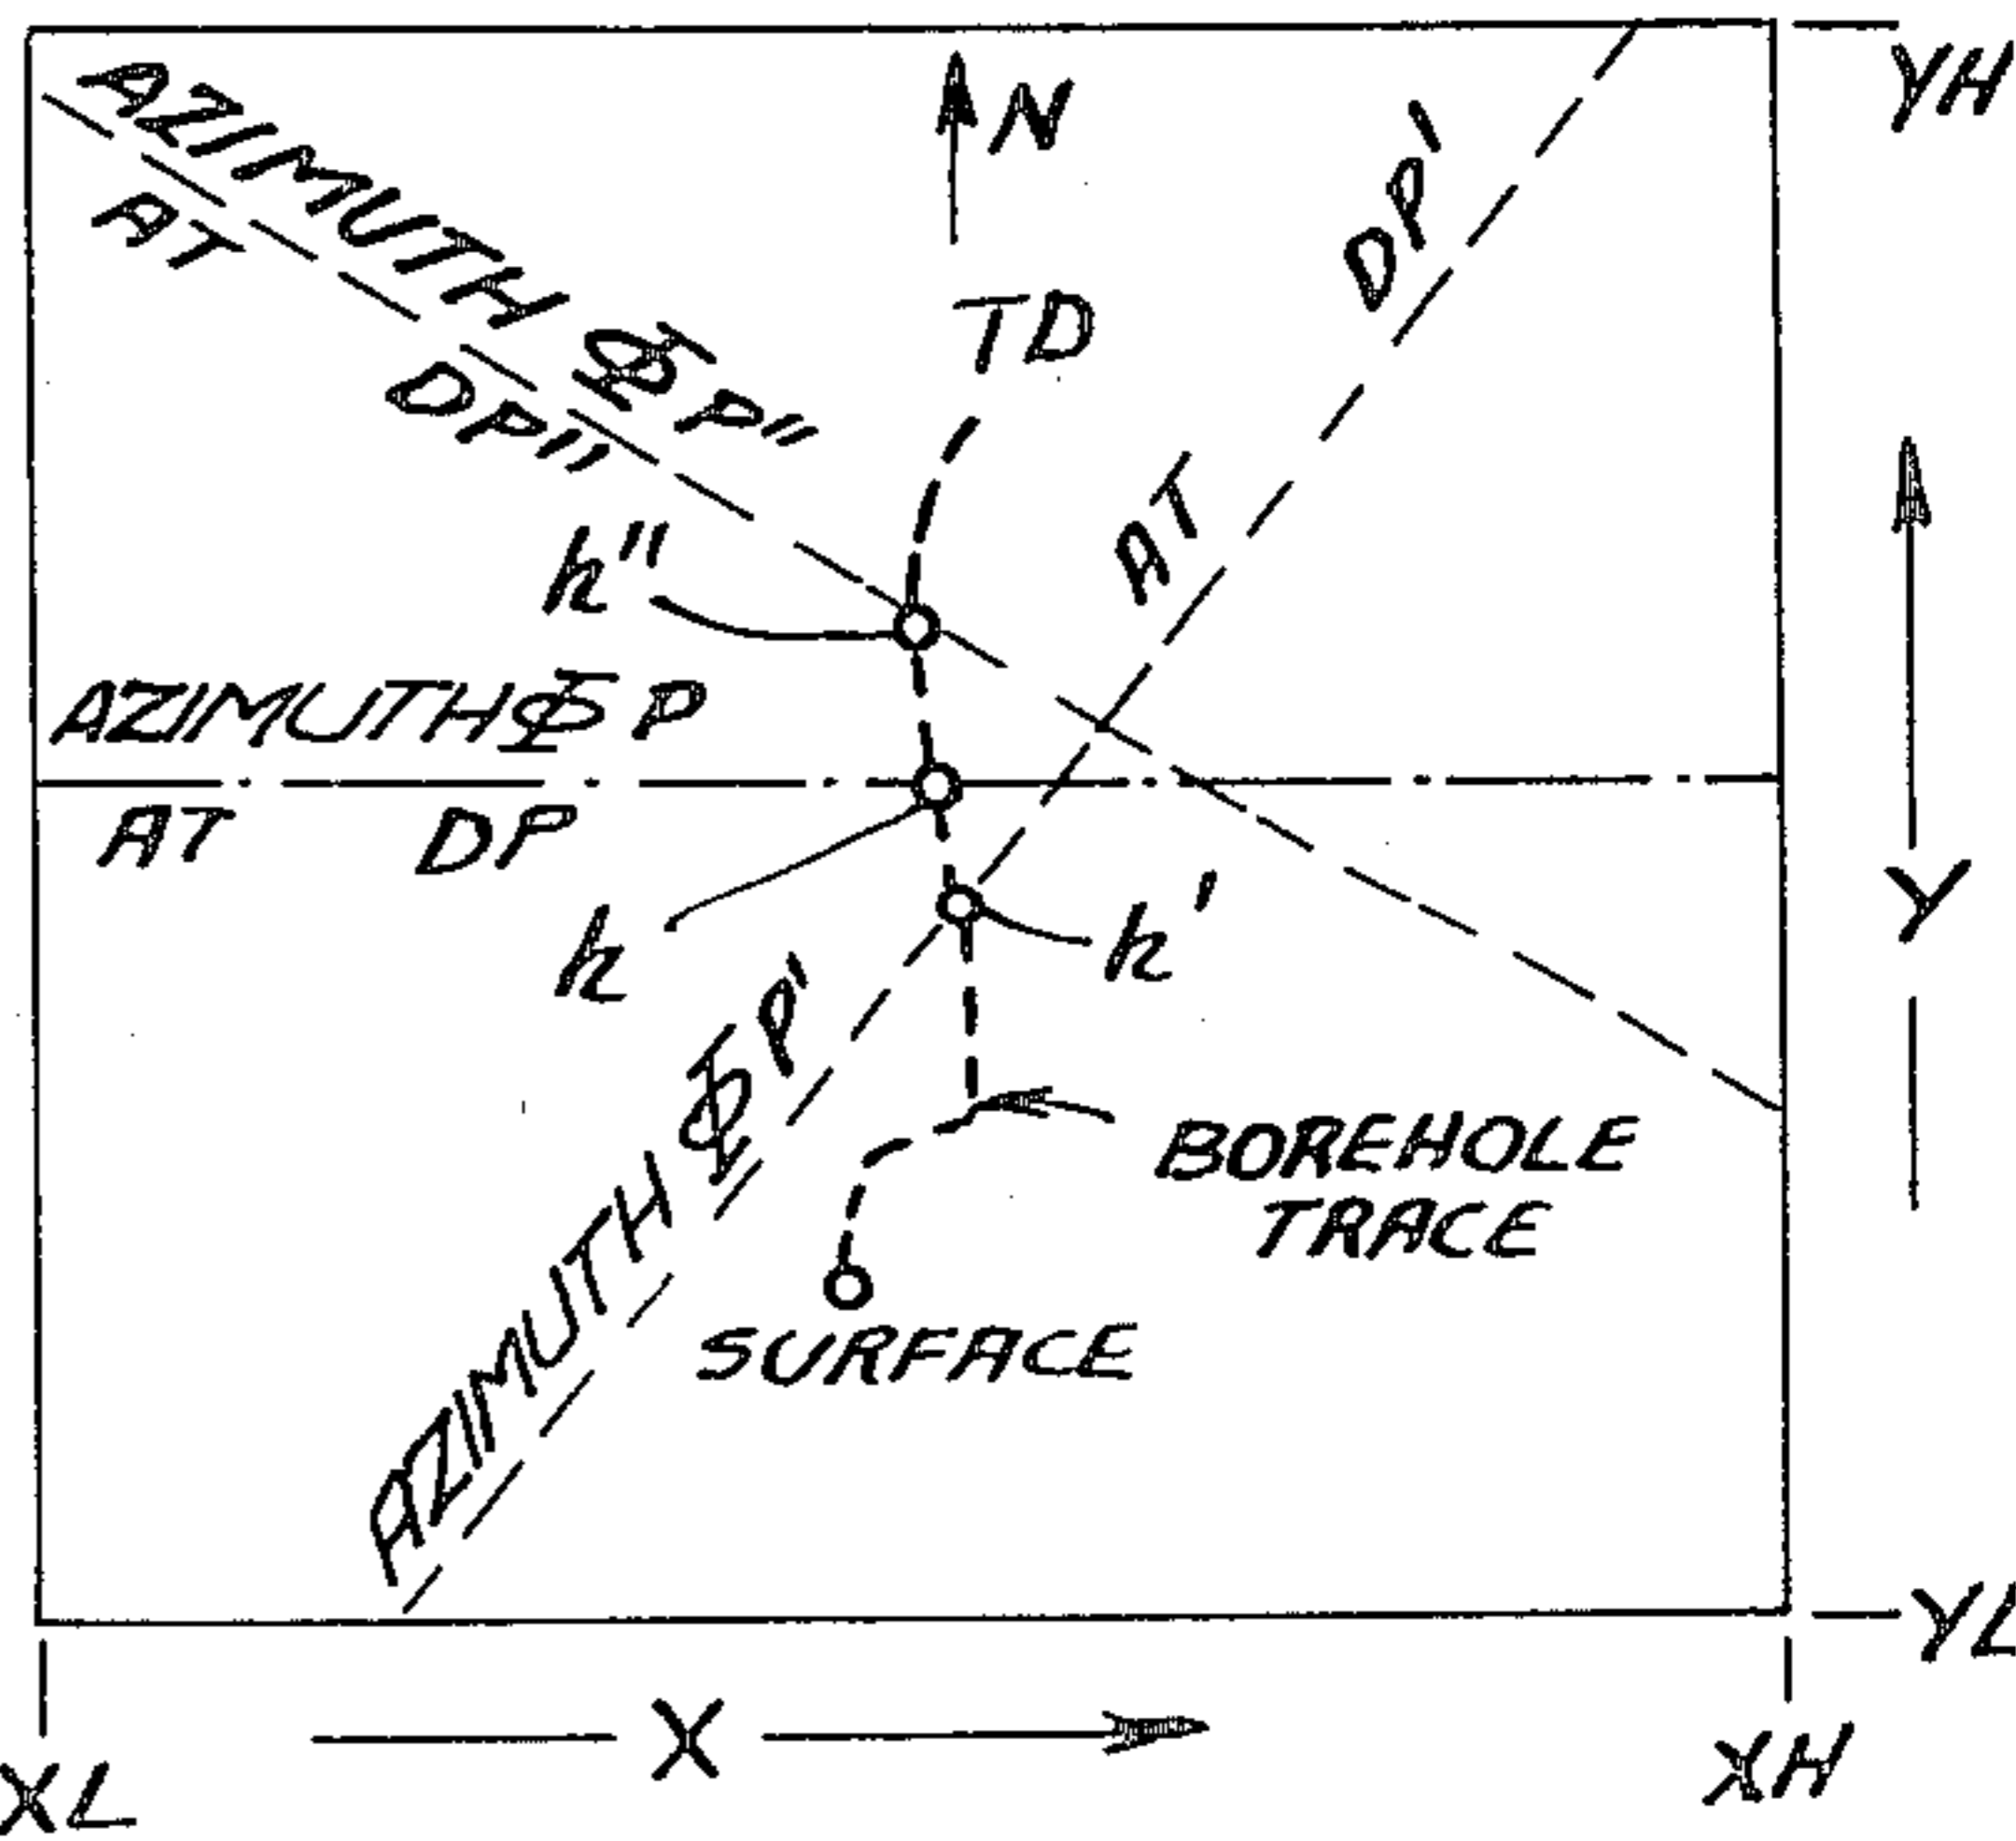 YH
N
AZIMUTH Φ P"
AT DP"
AT DP'
TD
h"
AZIMUTH Φ P
AT DP
h
h'
Y
AZIMUTH Φ P'
BOREHOLE
TRACE
SURFACE
YL
X
XL
XH